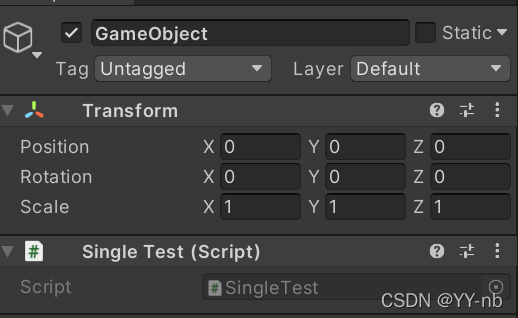 GameObject Static
Tag Untagged Layer Default
Transform
Position X 0 Y 0 Z 0
Rotation X 0 Y 0 Z 0
Scale X 1 Y 1 Z 1
# Single Test (Script)
Script # SingleTest
CSDN @YY-nb